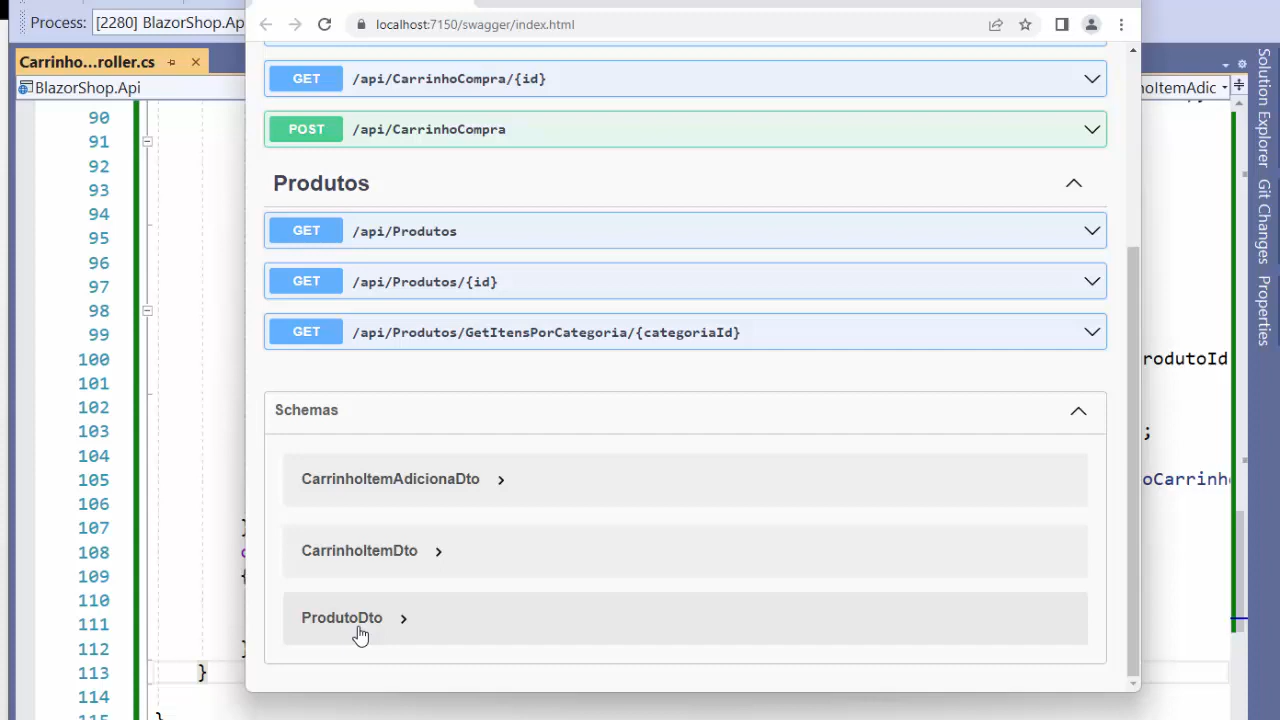 Process: [2280] BlazorShop.Ap
localhost:7150/swagger/index.html
Carrinho...roller.cs
BlazorShop.Api
oItemAdic
GET /api/CarrinhoCompra/{id}
POST /api/CarrinhoCompra
Produtos
GET /api/Produtos
GET /api/Produtos/{id}
GET /api/Produtos/GetItensPorCategoria/{categoriaId}
Schemas
CarrinhoItemAdicionaDto
CarrinhoItemDto
ProdutoDto
90
91
92
93
94
95
96
97
98
99
100 rodutoId
101
102
103 ;
104
105 oCarrinh
106
107 }
108
109 {
110
111
112 }
113 }
114
115 }
Solution Explorer
Git Changes
Properties